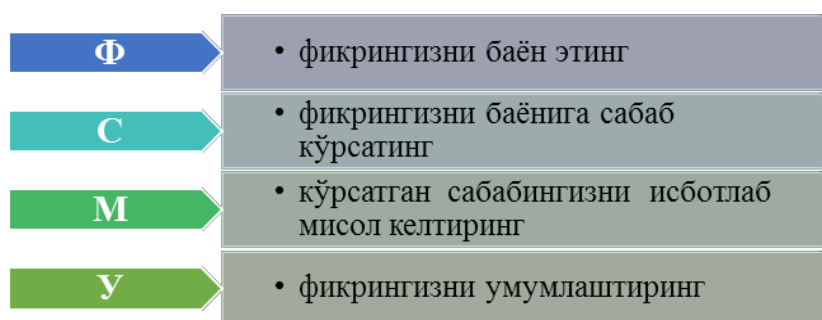 Ф
• фикрингизни баён этинг
С
• фикрингизни баёнига сабаб
кўрсатинг
М
• кўрсатган сабабингизни исботлаб
мисол келтиринг
У
• фикрингизни умумлаштиринг